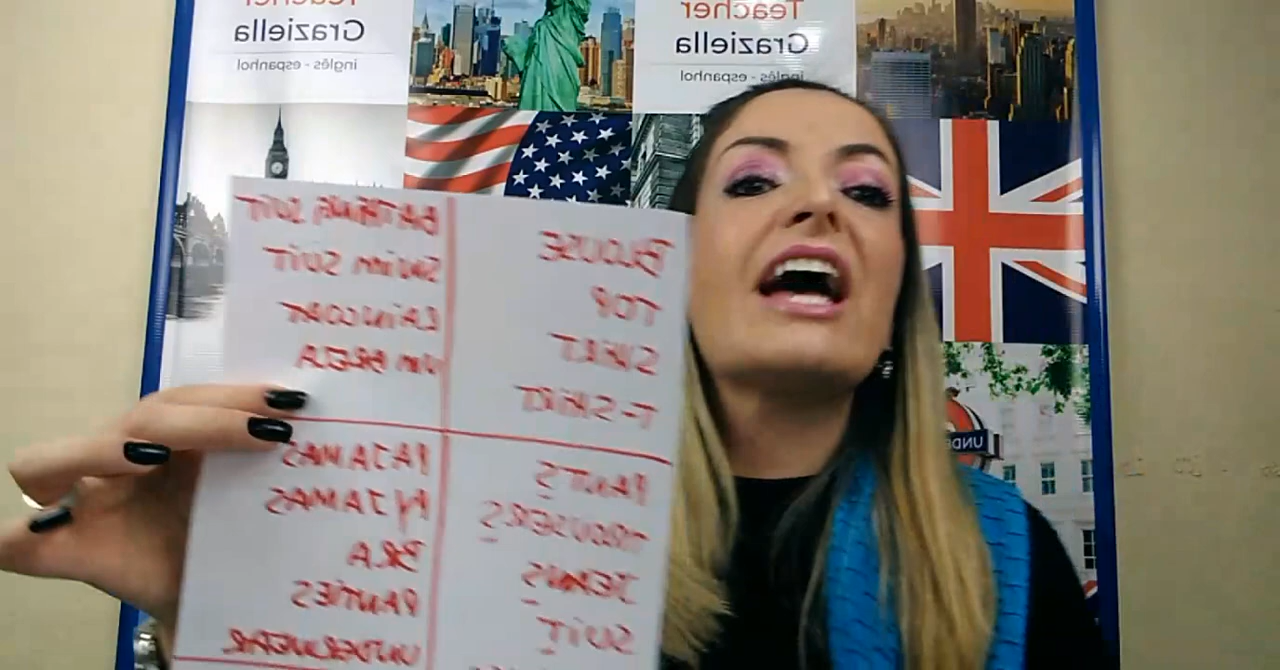 Teacher
Graziella
inglês - espanhol
Teacher
Graziella
inglês - espanhol
BLOUSE
TOP
SHIRT
T-SHIRT
BATHING SUIT
SWIM SUIT
RAINCOAT
PANTS
TROUSERS
JEANS
SUIT
PAJAMAS
PYJAMAS
BRA
PANTIES
UNDERWEAR
UND